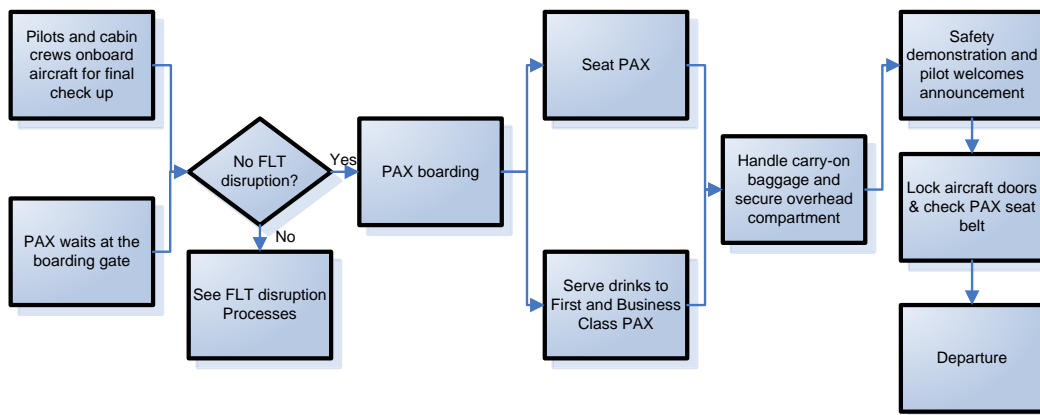 Pilots and cabin
crews onboard
aircraft for final
check up
PAX waits at the
boarding gate
No FLT
disruption?
Yes
No
See FLT disruption
Processes
PAX boarding
Seat PAX
Serve drinks to
First and Business
Class PAX
Handle carry-on
baggage and
secure overhead
compartment
Safety
demonstration and
pilot welcomes
announcement
Lock aircraft doors
& check PAX seat
belt
Departure